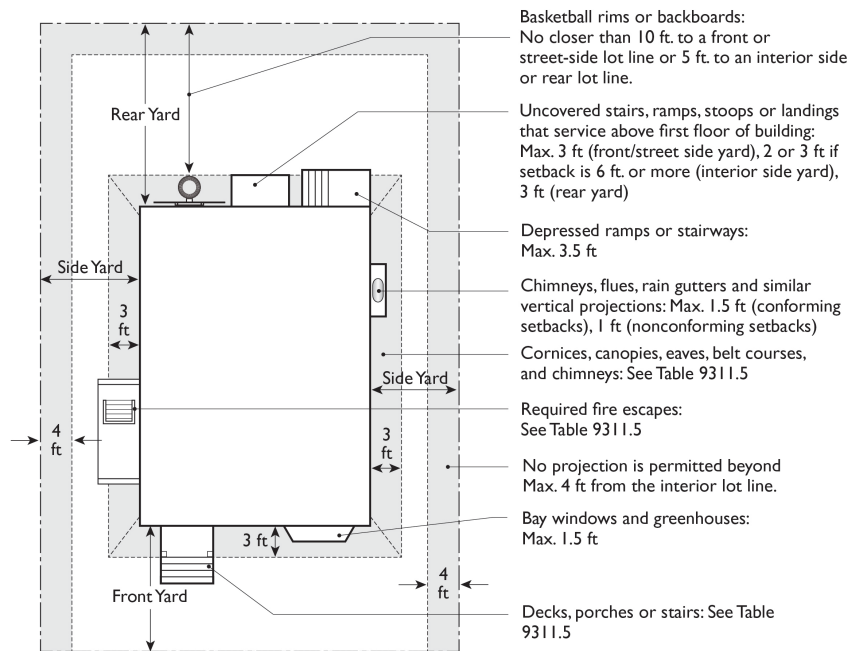 Basketball rims or backboards:
No closer than 10 ft. to a front or
street-side lot line or 5 ft. to an interior side
or rear lot line.
Rear Yard
Uncovered stairs, ramps, stoops or landings
that service above first floor of building:
Max. 3 ft (front/street side yard), 2 or 3 ft if
setback is 6 ft. or more (interior side yard),
3 ft (rear yard)
Depressed ramps or stairways:
Max. 3.5 ft
Side Yard
Chimneys, flues, rain gutters and similar
vertical projections: Max. 1.5 ft (conforming
setbacks), 1 ft (nonconforming setbacks)
3
ft
Cornices, canopies, eaves, belt courses,
and chimneys: See Table 9311.5
Side Yard
Required fire escapes:
See Table 9311.5
4
ft
3
ft
No projection is permitted beyond
Max. 4 ft from the interior lot line.
Bay windows and greenhouses:
Max. 1.5 ft
3 ft
4
ft
Front Yard
Decks, porches or stairs: See Table
9311.5